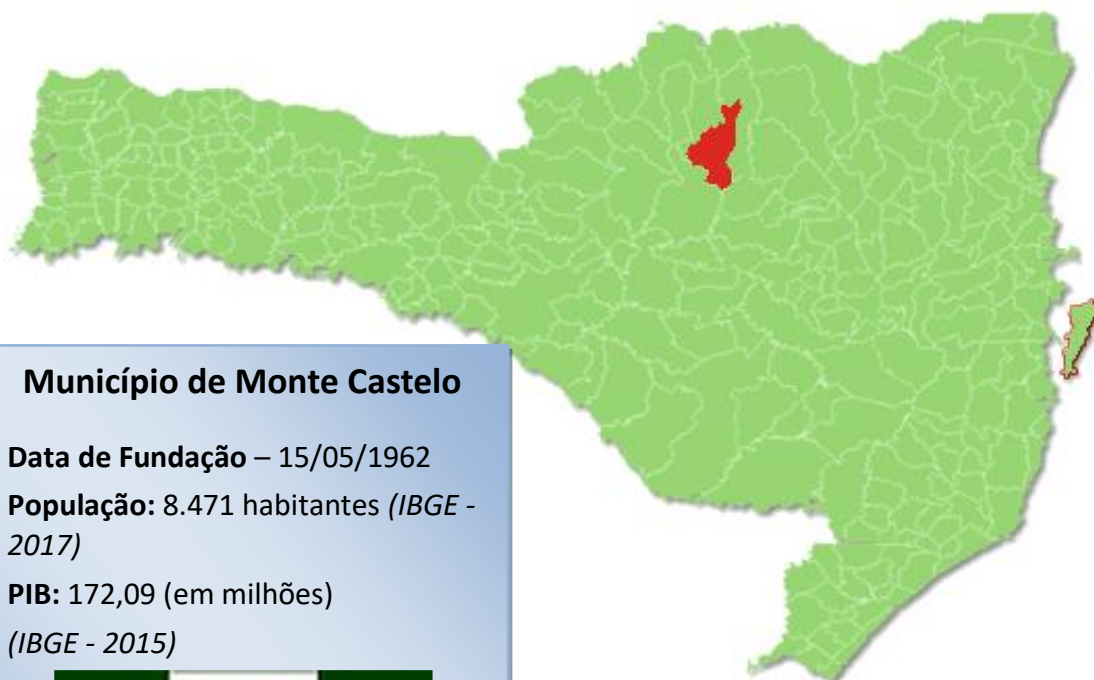 Município de Monte Castelo
Data de Fundação – 15/05/1962
População: 8.471 habitantes (IBGE -
2017)
PIB: 172,09 (em milhões)
(IBGE - 2015)